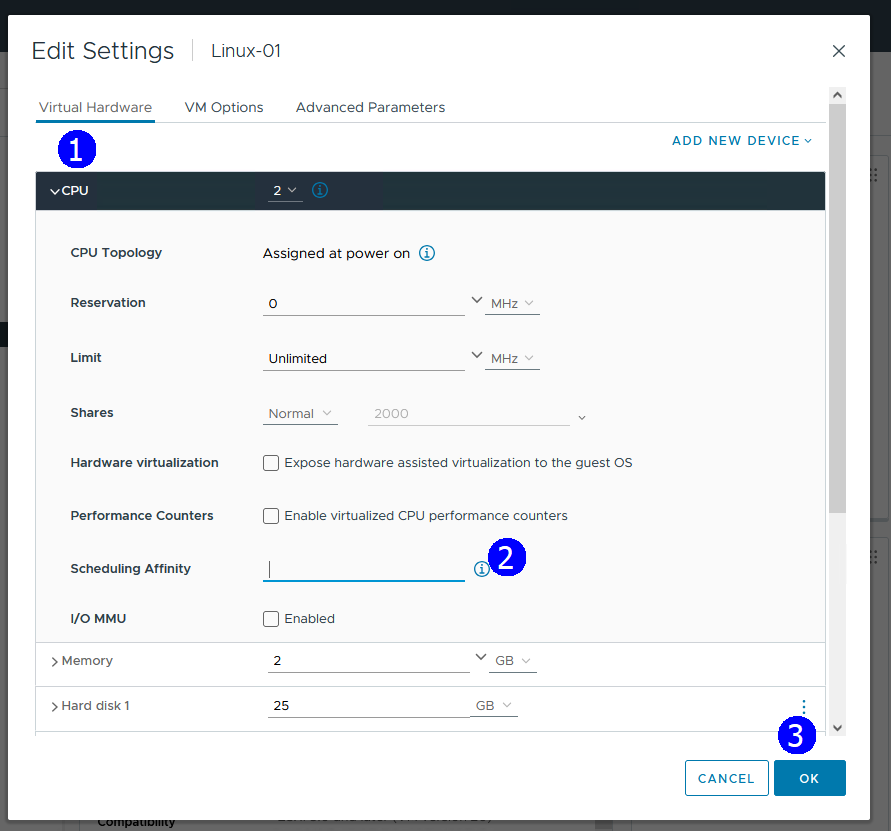 Edit Settings Linux-01
Virtual Hardware VM Options Advanced Parameters
1
ADD NEW DEVICE
CPU 2
CPU Topology Assigned at power on
Reservation 0 MHz
Limit Unlimited MHz
Shares Normal 2000
Hardware virtualization Expose hardware assisted virtualization to the guest OS
Performance Counters Enable virtualized CPU performance counters
2
Scheduling Affinity
I/O MMU Enabled
Memory 2 GB
Hard disk 1 25 GB
3
CANCEL OK
Compatibility